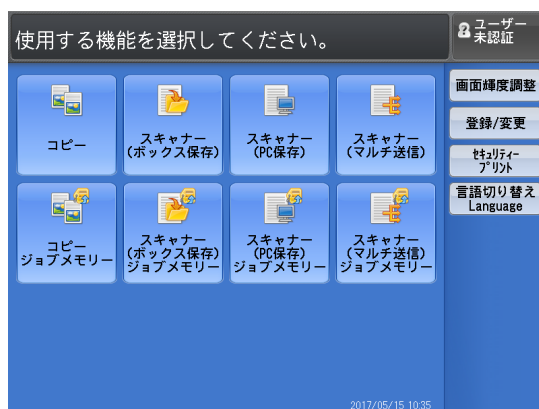 使用する機能を選択してください。
ユーザー
未認証
コピー
スキャナー
(ボックス保存)
スキャナー
(PC保存)
スキャナー
(マルチ送信)
コピー
ジョブメモリー
スキャナー
(ボックス保存)
ジョブメモリー
スキャナー
(PC保存)
ジョブメモリー
スキャナー
(マルチ送信)
ジョブメモリー
画面輝度調整
登録/変更
セキュリティー
プリント
言語切り替え
Language
2017/05/15 10:35